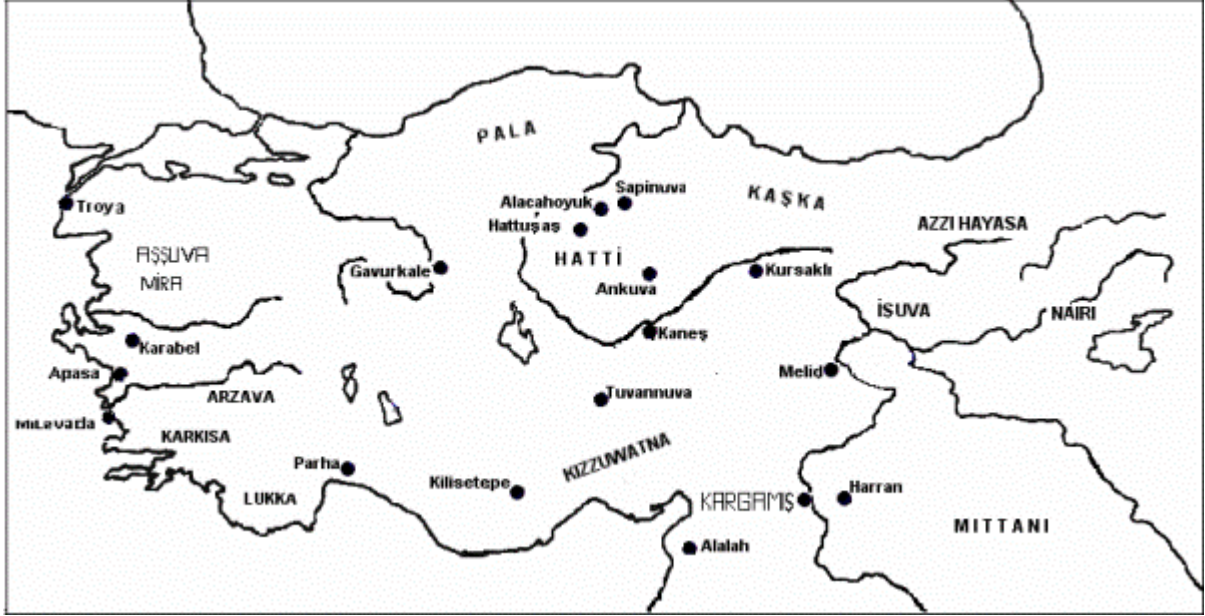 PALA
KAŞKA
Sapinuva
Alacahoyuk
Hattuşaş
Troya
AZZI HAYASA
AŞŞUVA
MİRA
Gavurkale
HATTİ
Ankuva
Kursaklı
İSUVA
NAIRI
Kaneş
Karabel
Apasa
Melid
ARZAVA
Tuvannuva
Milavada
KARKISA
Parha
Kilisetepe
KIZZUWATNA
LUKKA
KARGAMIŞ
Harran
MITTANI
Alalah